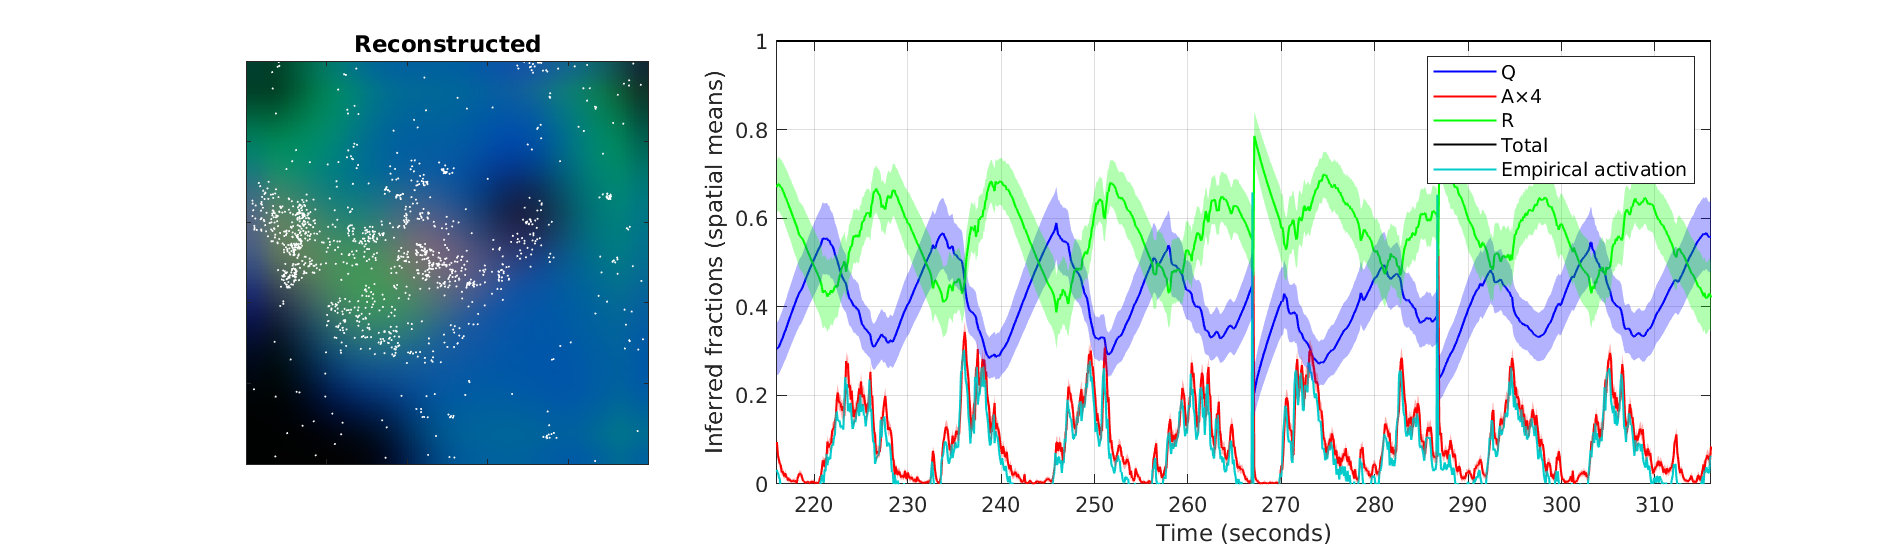 Reconstructed
Inferred fractions (spatial means)
1
0.8
0.6
0.4
0.2
0
Q
A×4
R
Total
Empirical activation
220 230 240 250 260 270 280 290 300 310
Time (seconds)